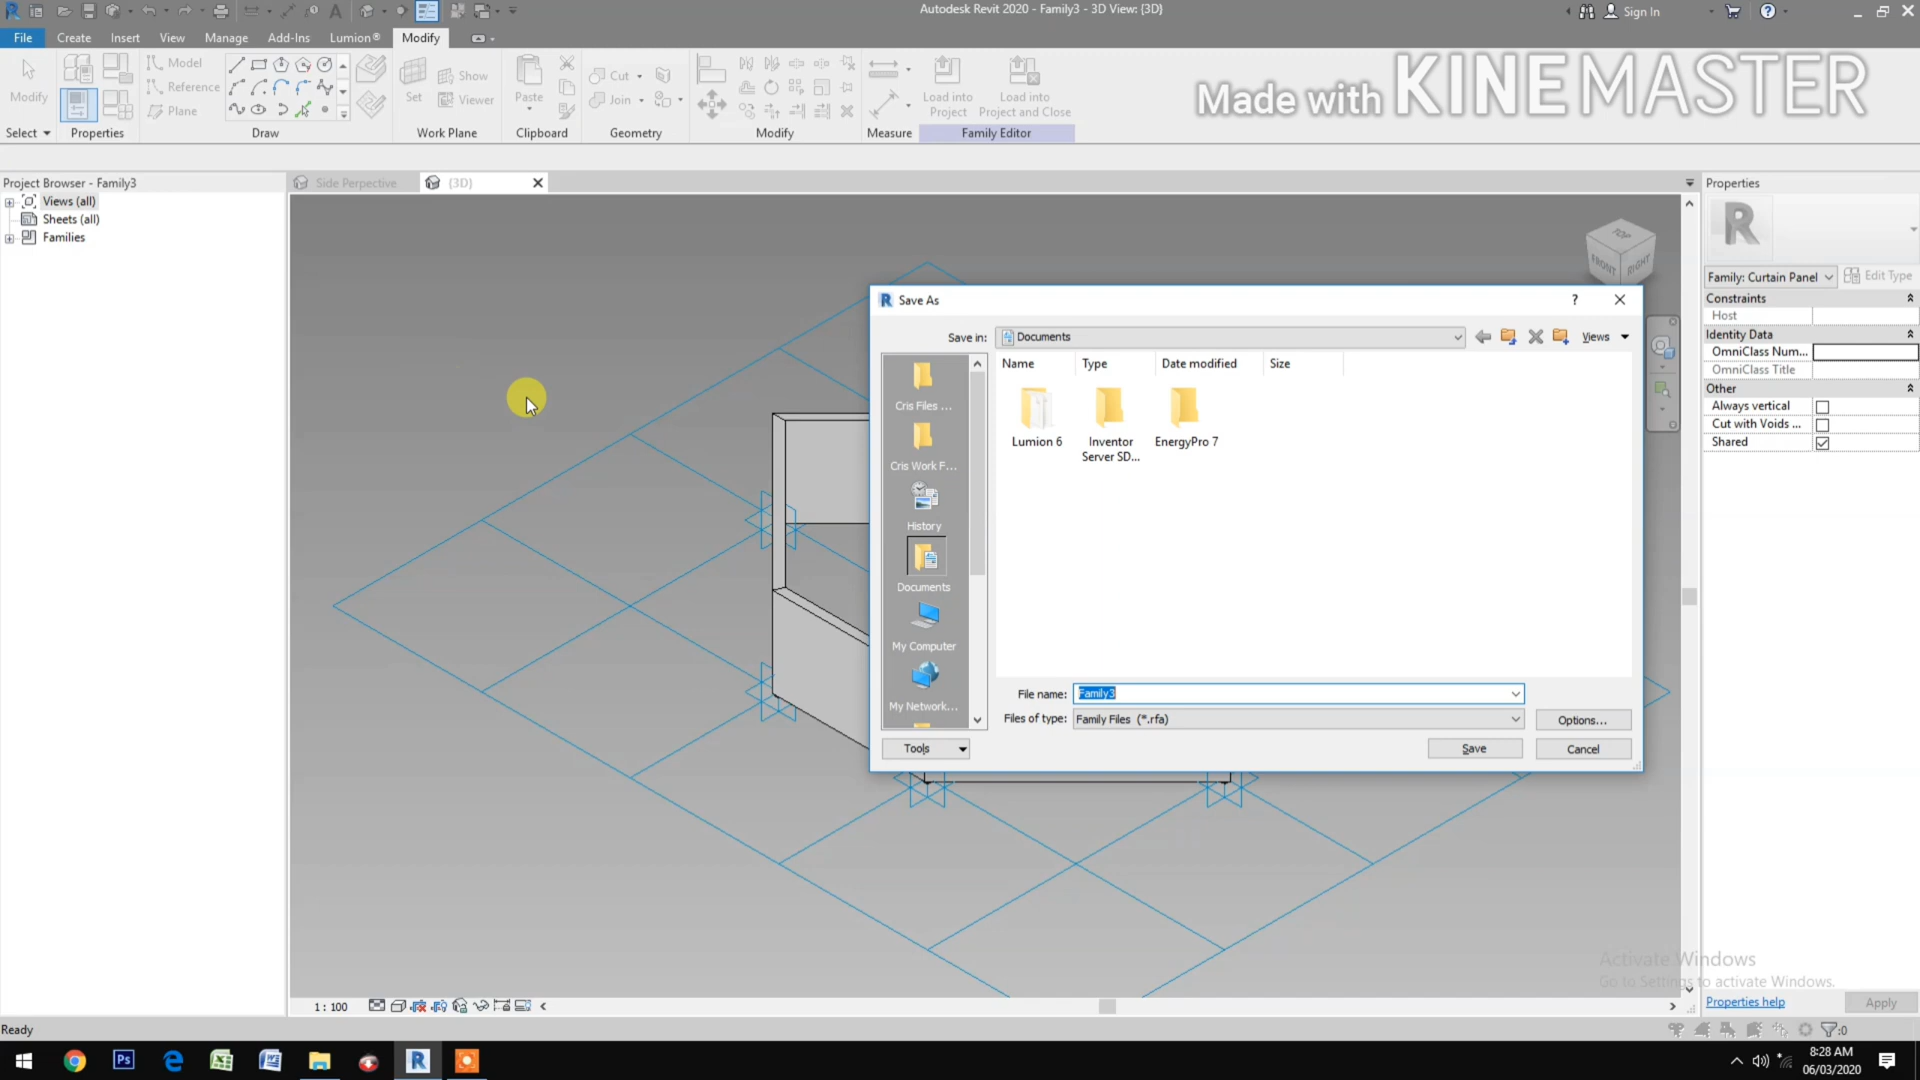 Autodesk Revit 2020 - Family3 - 3D View: {3D}
Sign In
File Create Insert View Manage Add-Ins Lumion® Modify
Made with KINEMASTER
Modify
Model
Reference
Plane
Set
Show
Viewer
Paste
Cut
Join
Load into Project
Load into Project and Close
Select Properties Draw Work Plane Clipboard Geometry Modify Measure Family Editor
Project Browser - Family3
Views (all)
Sheets (all)
Families
Side Perpective
{3D}
TOP
FRONT
RIGHT
Properties
Family: Curtain Panel
Edit Type
Constraints
Host
Identity Data
OmniClass Num...
OmniClass Title
Other
Always vertical
Cut with Voids ...
Shared
Save As
Save in: Documents
Views
Name Type Date modified Size
Lumion 6
Inventor Server SD...
EnergyPro 7
Cris Files ...
Cris Work F...
History
Documents
My Computer
My Network...
File name: Family3
Files of type: Family Files (*.rfa)
Options...
Tools
Save
Cancel
Activate Windows
Go to Settings to activate Windows.
1 : 100
Properties help
Apply
Ready
:0
8:28 AM
06/03/2020